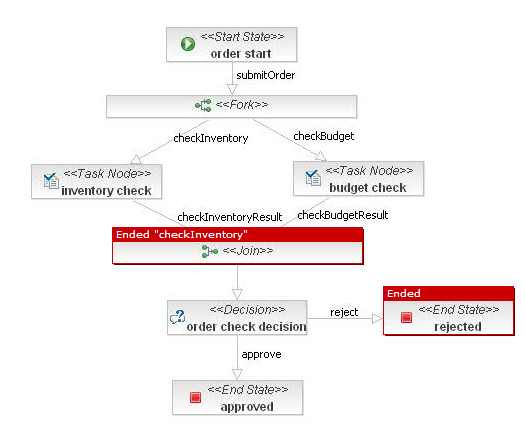 <<Start State>>
order start
submitOrder
<<Fork>>
checkInventory
checkBudget
<<Task Node>>
inventory check
<<Task Node>>
budget check
checkInventoryResult
checkBudgetResult
Ended "checkInventory"
<<Join>>
<<Decision>>
order check decision
reject
Ended
<<End State>>
rejected
approve
<<End State>>
approved